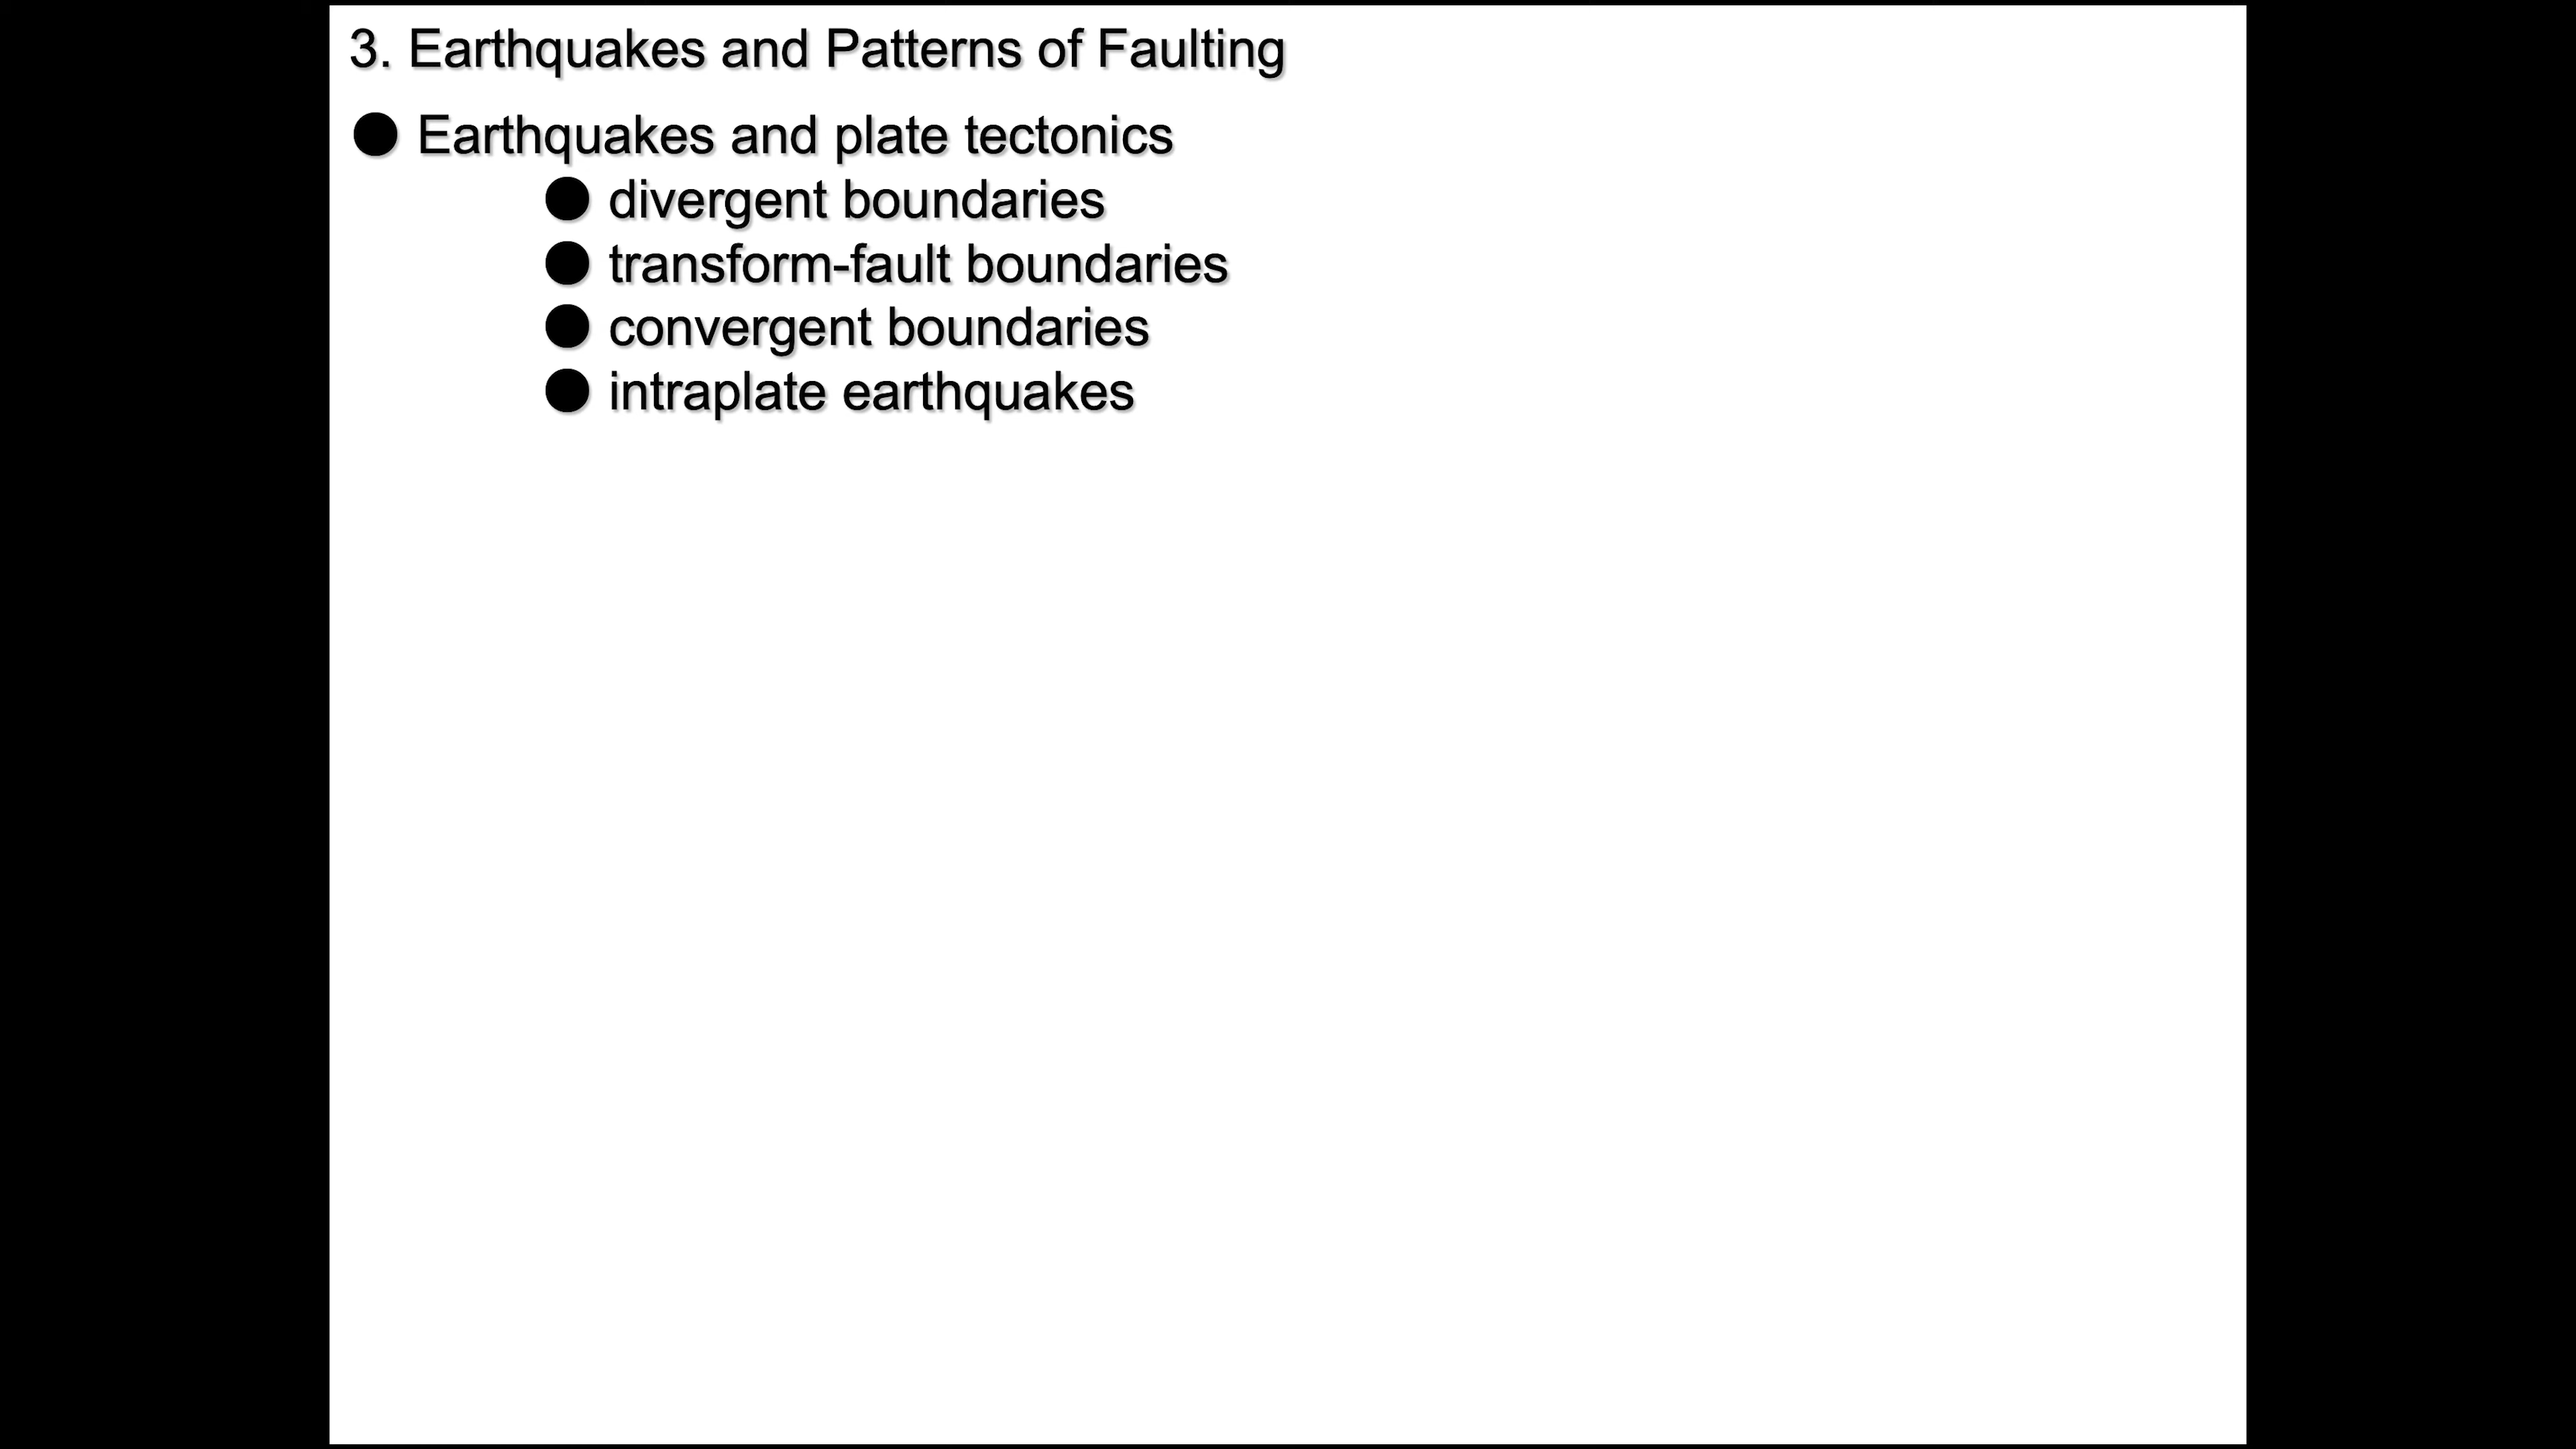 3. Earthquakes and Patterns of Faulting
● Earthquakes and plate tectonics
● divergent boundaries
● transform-fault boundaries
● convergent boundaries
● intraplate earthquakes